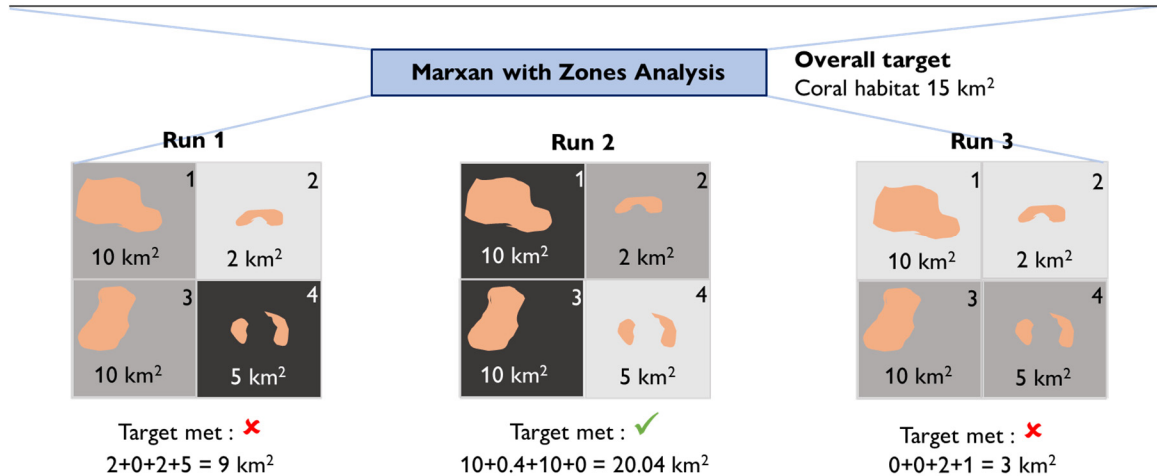 Marxan with Zones Analysis
Overall target
Coral habitat 15 km²
Run 1
1
2
10 km²
2 km²
3
4
10 km²
5 km²
Target met : ✘
2+0+2+5 = 9 km²
Run 2
1
2
10 km²
2 km²
3
4
10 km²
5 km²
Target met : ✓
10+0.4+10+0 = 20.04 km²
Run 3
1
2
10 km²
2 km²
3
4
10 km²
5 km²
Target met : ✘
0+0+2+1 = 3 km²